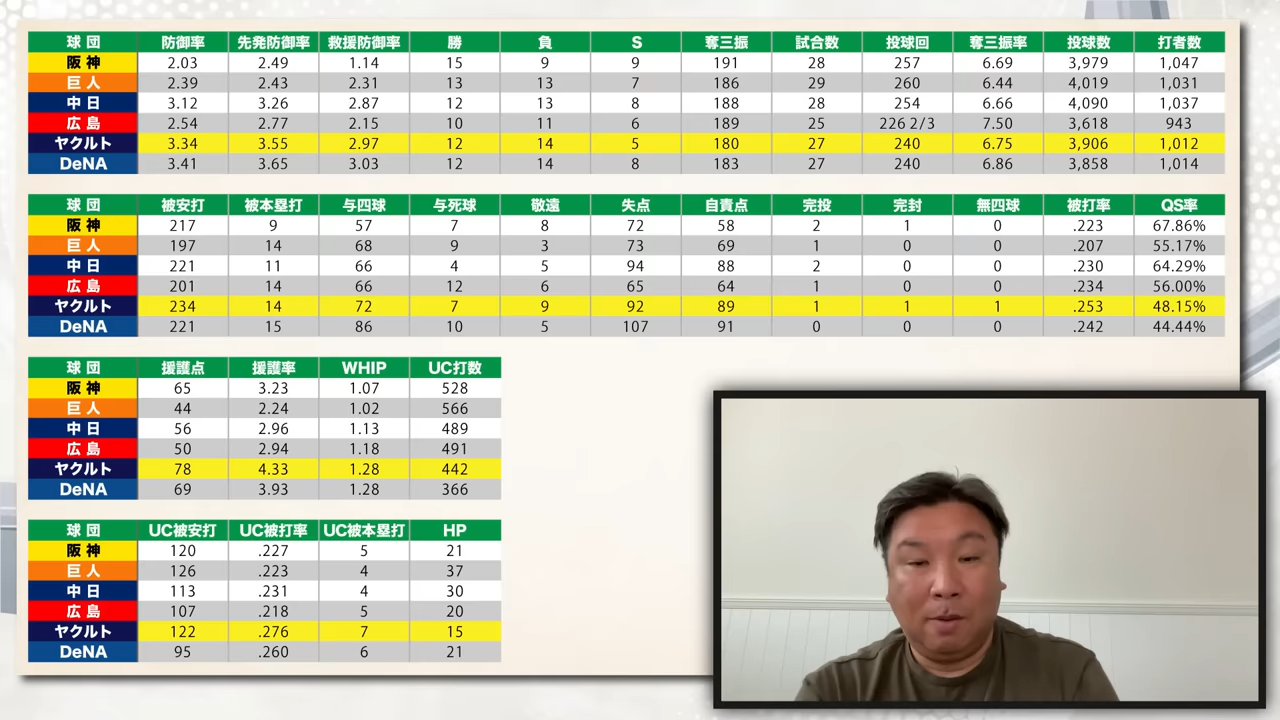 球団 防御率 先発防御率 救援防御率 勝 負 S 奪三振 試合数 投球回 奪三振率 投球数 打者数
阪神 2.03 2.49 1.14 15 9 9 191 28 257 6.69 3,979 1,047
巨人 2.39 2.43 2.31 13 13 7 186 29 260 6.44 4,019 1,031
中日 3.12 3.26 2.87 12 13 8 188 28 254 6.66 4,090 1,037
広島 2.54 2.77 2.15 10 11 6 189 25 226 2/3 7.50 3,618 943
ヤクルト 3.34 3.55 2.97 12 14 5 180 27 240 6.75 3,906 1,012
DeNA 3.41 3.65 3.03 12 14 8 183 27 240 6.86 3,858 1,014
球団 被安打 被本塁打 与四球 与死球 敬遠 失点 自責点 完投 完封 無四球 被打率 QS率
阪神 217 9 57 7 8 72 58 2 1 0 .223 67.86%
巨人 197 14 68 9 3 73 69 1 0 0 .207 55.17%
中日 221 11 66 4 5 94 88 2 0 0 .230 64.29%
広島 201 14 66 12 6 65 64 1 0 0 .234 56.00%
ヤクルト 234 14 72 7 9 92 89 1 1 1 .253 48.15%
DeNA 221 15 86 10 5 107 91 0 0 0 .242 44.44%
球団 援護点 援護率 WHIP UC打数
阪神 65 3.23 1.07 528
巨人 44 2.24 1.02 566
中日 56 2.96 1.13 489
広島 50 2.94 1.18 491
ヤクルト 78 4.33 1.28 442
DeNA 69 3.93 1.28 366
球団 UC被安打 UC被打率 UC被本塁打 HP
阪神 120 .227 5 21
巨人 126 .223 4 37
中日 113 .231 4 30
広島 107 .218 5 20
ヤクルト 122 .276 7 15
DeNA 95 .260 6 21